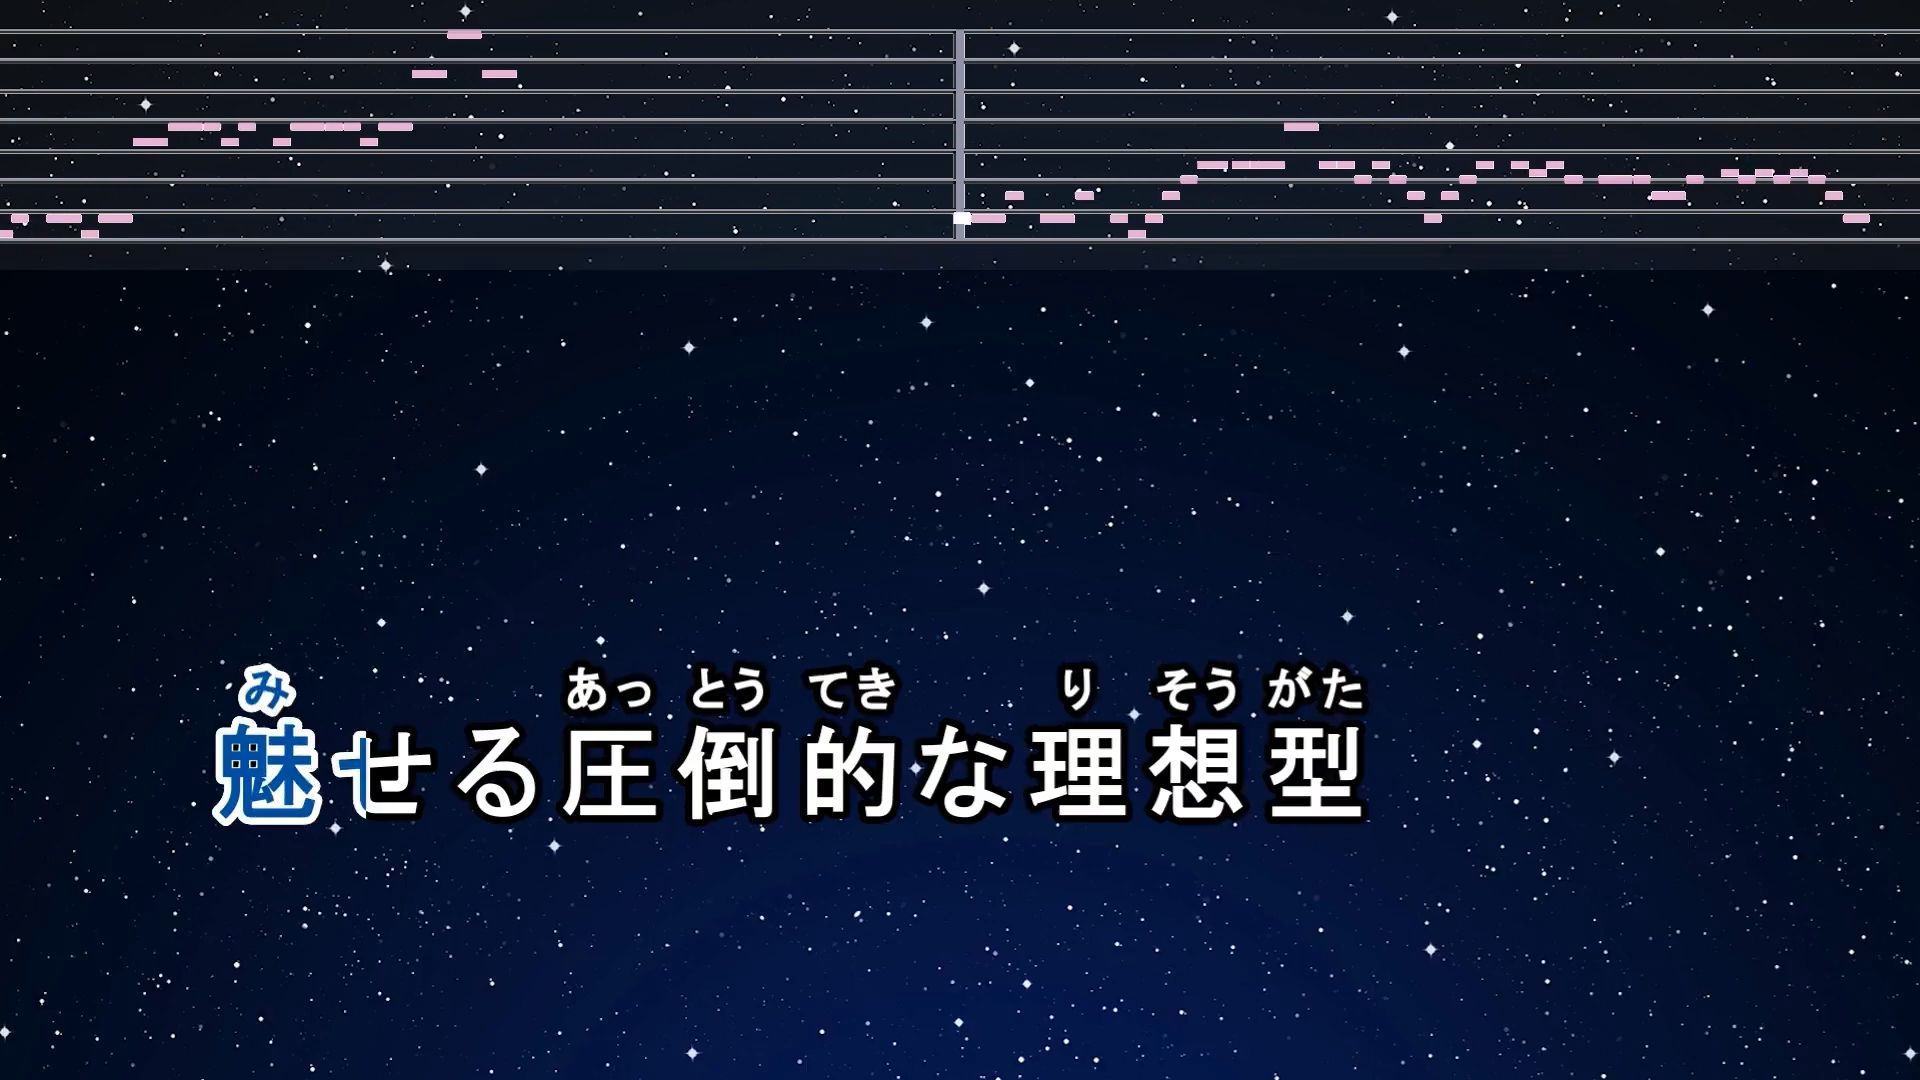 み あっ とう てき り そう がた
魅せる圧倒的な理想型